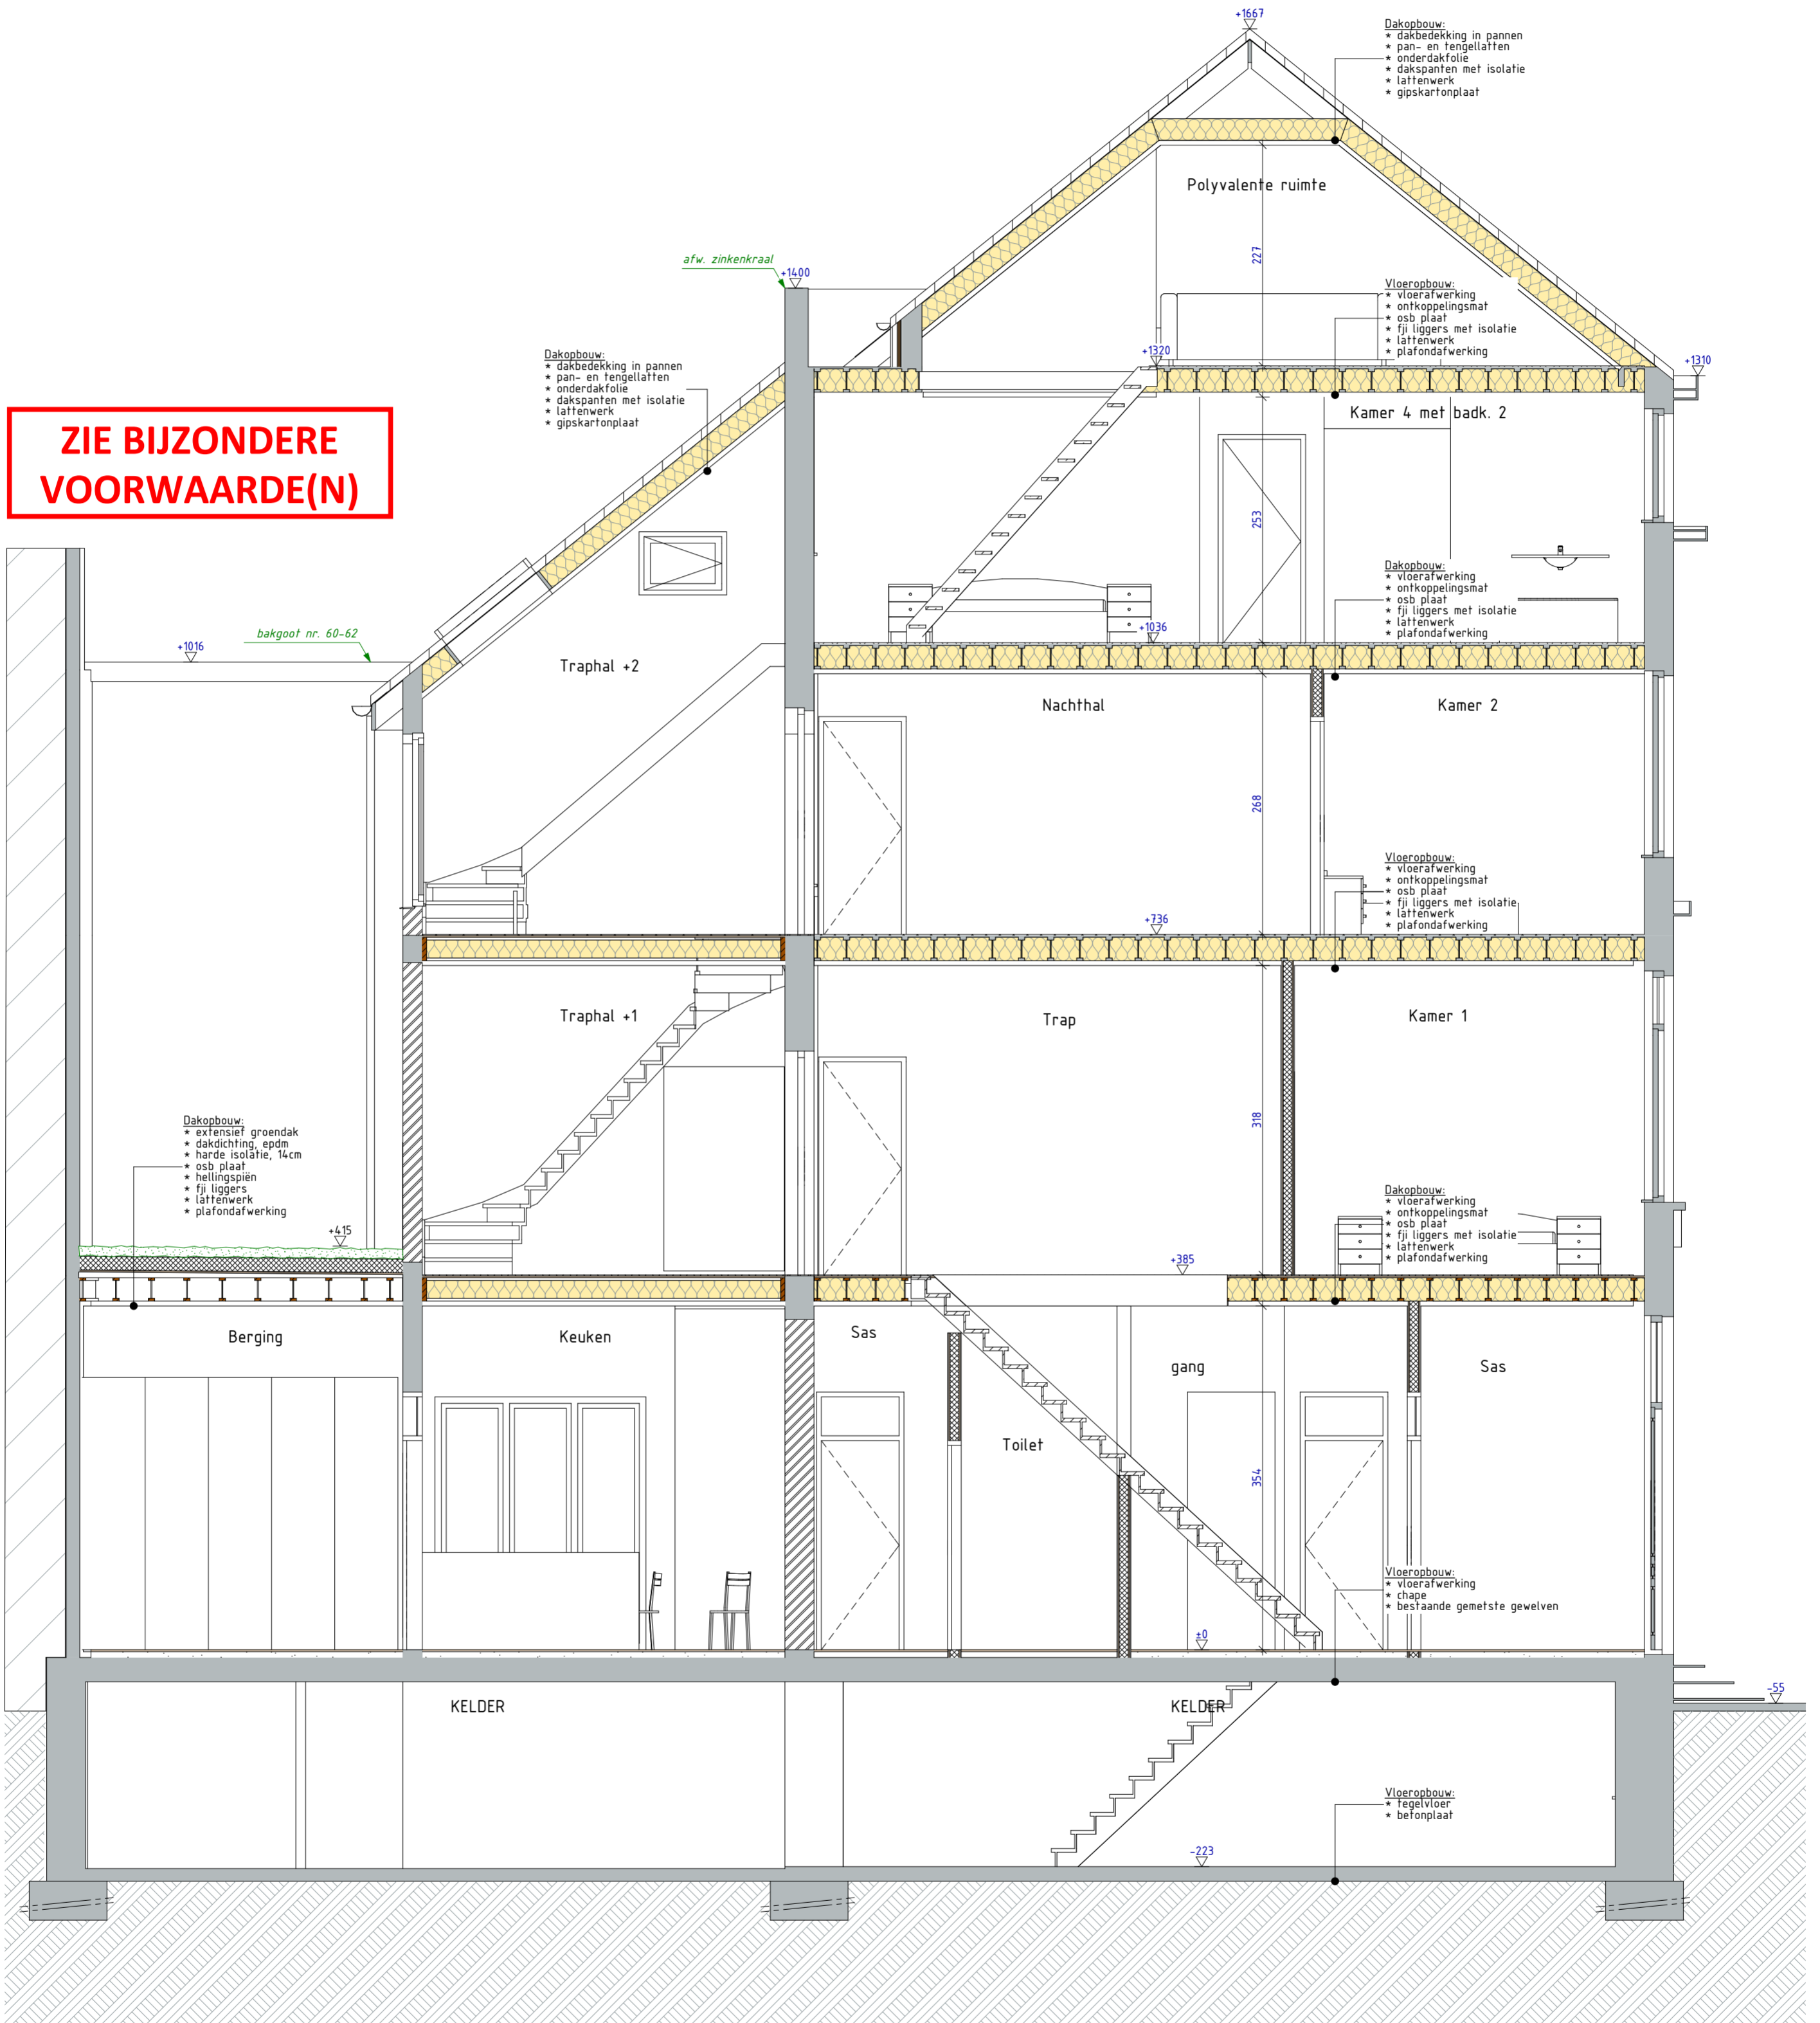 +1667
Dakopbouw:
* dakbedekking in pannen
* pan- en tengellatten
* onderdakfolie
* dakspanten met isolatie
* lattenwerk
* gipskartonplaat
Polyvalente ruimte
227
afw. zinkenkraal
+1400
Vloeropbouw:
* vloerafwerking
* ontkoppelingsmat
* osb plaat
* fji liggers met isolatie
* lattenwerk
* plafondafwerking
+1320
+1310
Dakopbouw:
* dakbedekking in pannen
* pan- en tengellatten
* onderdakfolie
* dakspanten met isolatie
* lattenwerk
* gipskartonplaat
ZIE BIJZONDERE
VOORWAARDE(N)
Kamer 4 met badk. 2
253
Dakopbouw:
* vloerafwerking
* ontkoppelingsmat
* osb plaat
* fji liggers met isolatie
* lattenwerk
* plafondafwerking
+1036
bakgoot nr. 60-62
+1016
Traphal +2
Nachthal
Kamer 2
268
Vloeropbouw:
* vloerafwerking
* ontkoppelingsmat
* osb plaat
* fji liggers met isolatie
* lattenwerk
* plafondafwerking
+736
Traphal +1
Trap
Kamer 1
318
Dakopbouw:
* extensief groendak
* dakdichting, epdm
* harde isolatie, 14cm
* osb plaat
* hellingspiën
* fji liggers
* lattenwerk
* plafondafwerking
+415
Dakopbouw:
* vloerafwerking
* ontkoppelingsmat
* osb plaat
* fji liggers met isolatie
* lattenwerk
* plafondafwerking
+385
Berging
Keuken
Sas
gang
Sas
Toilet
354
Vloeropbouw:
* vloerafwerking
* chape
* bestaande gemetste gewelven
±0
-55
KELDER
KELDER
Vloeropbouw:
* tegelvloer
* betonplaat
-223